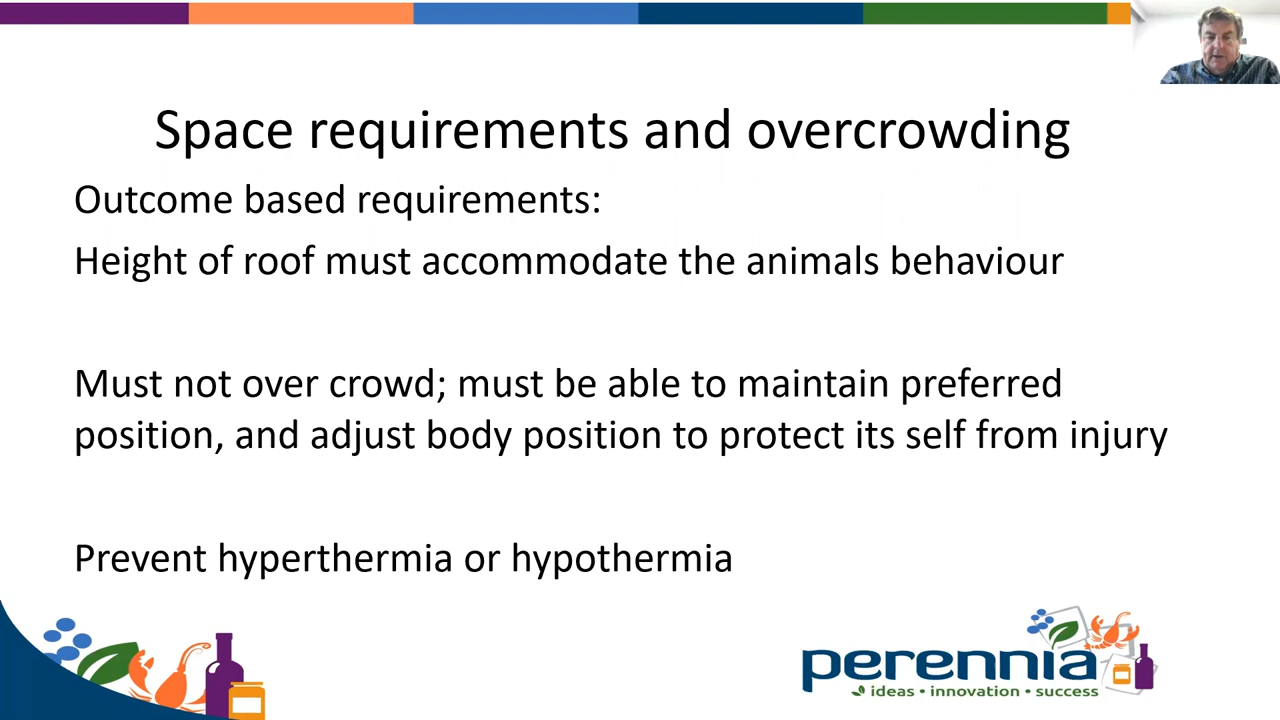 Space requirements and overcrowding
Outcome based requirements:
Height of roof must accommodate the animals behaviour
Must not over crowd; must be able to maintain preferred
position, and adjust body position to protect its self from injury
Prevent hyperthermia or hypothermia
perennia
ideas • innovation • success